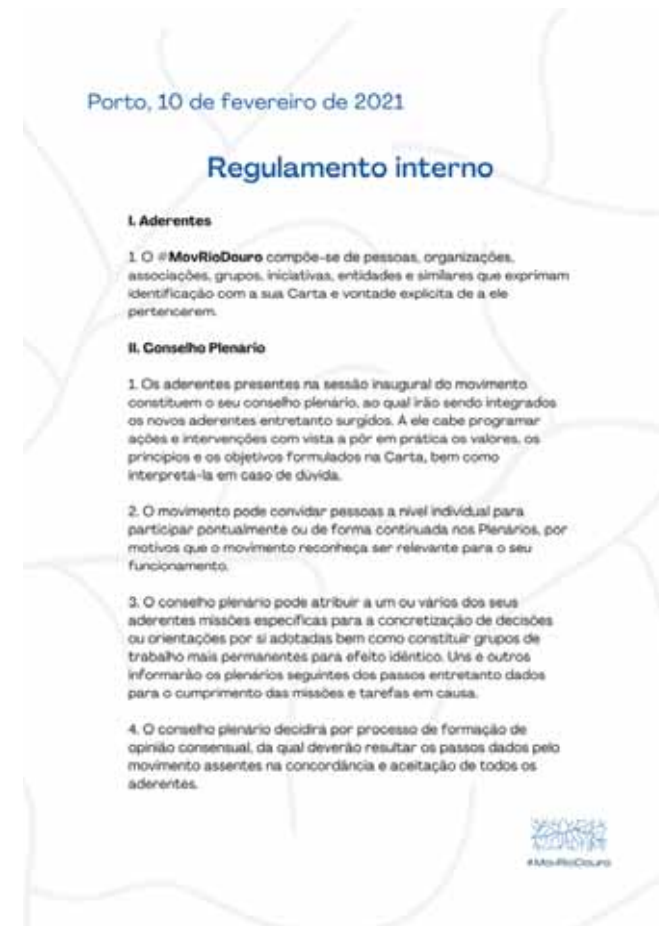 Porto, 10 de fevereiro de 2021
Regulamento interno
I. Aderentes
1. O #MovRioDouro compõe-se de pessoas, organizações,
associações, grupos, iniciativas, entidades e similares que exprimam
identificação com a sua Carta e vontade explícita de a ele
pertencerem.
II. Conselho Plenário
1. Os aderentes presentes na sessão inaugural do movimento
constituem o seu conselho plenário, ao qual irão sendo integrados
os novos aderentes entretanto surgidos. A ele cabe programar
ações e intervenções com vista a pôr em prática os valores, os
princípios e os objetivos formulados na Carta, bem como
interpretá-la em caso de dúvida.
2. O movimento pode convidar pessoas a nível individual para
participar pontualmente ou de forma continuada nos Plenários, por
motivos que o movimento reconheça ser relevante para o seu
funcionamento.
3. O conselho plenário pode atribuir a um ou vários dos seus
aderentes missões específicas para a concretização de decisões
ou orientações por si adotadas bem como constituir grupos de
trabalho mais permanentes para efeito idêntico. Uns e outros
informarão os plenários seguintes dos passos entretanto dados
para o cumprimento das missões e tarefas em causa.
4. O conselho plenário decidirá por processo de formação de
opinião consensual, da qual deverão resultar os passos dados pelo
movimento assentes na concordância e aceitação de todos os
aderentes.
#MovRioDouro